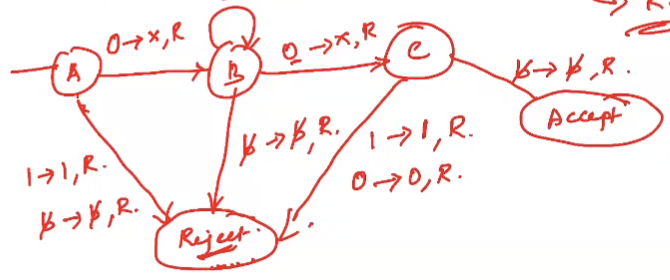 → R.
0→x,R
A
B
0→x,R
C
b̸→b̸,R.
Accept
1→1,R.
b̸→b̸,R.
b̸→b̸,R.
1→1,R.
0→0,R.
Reject